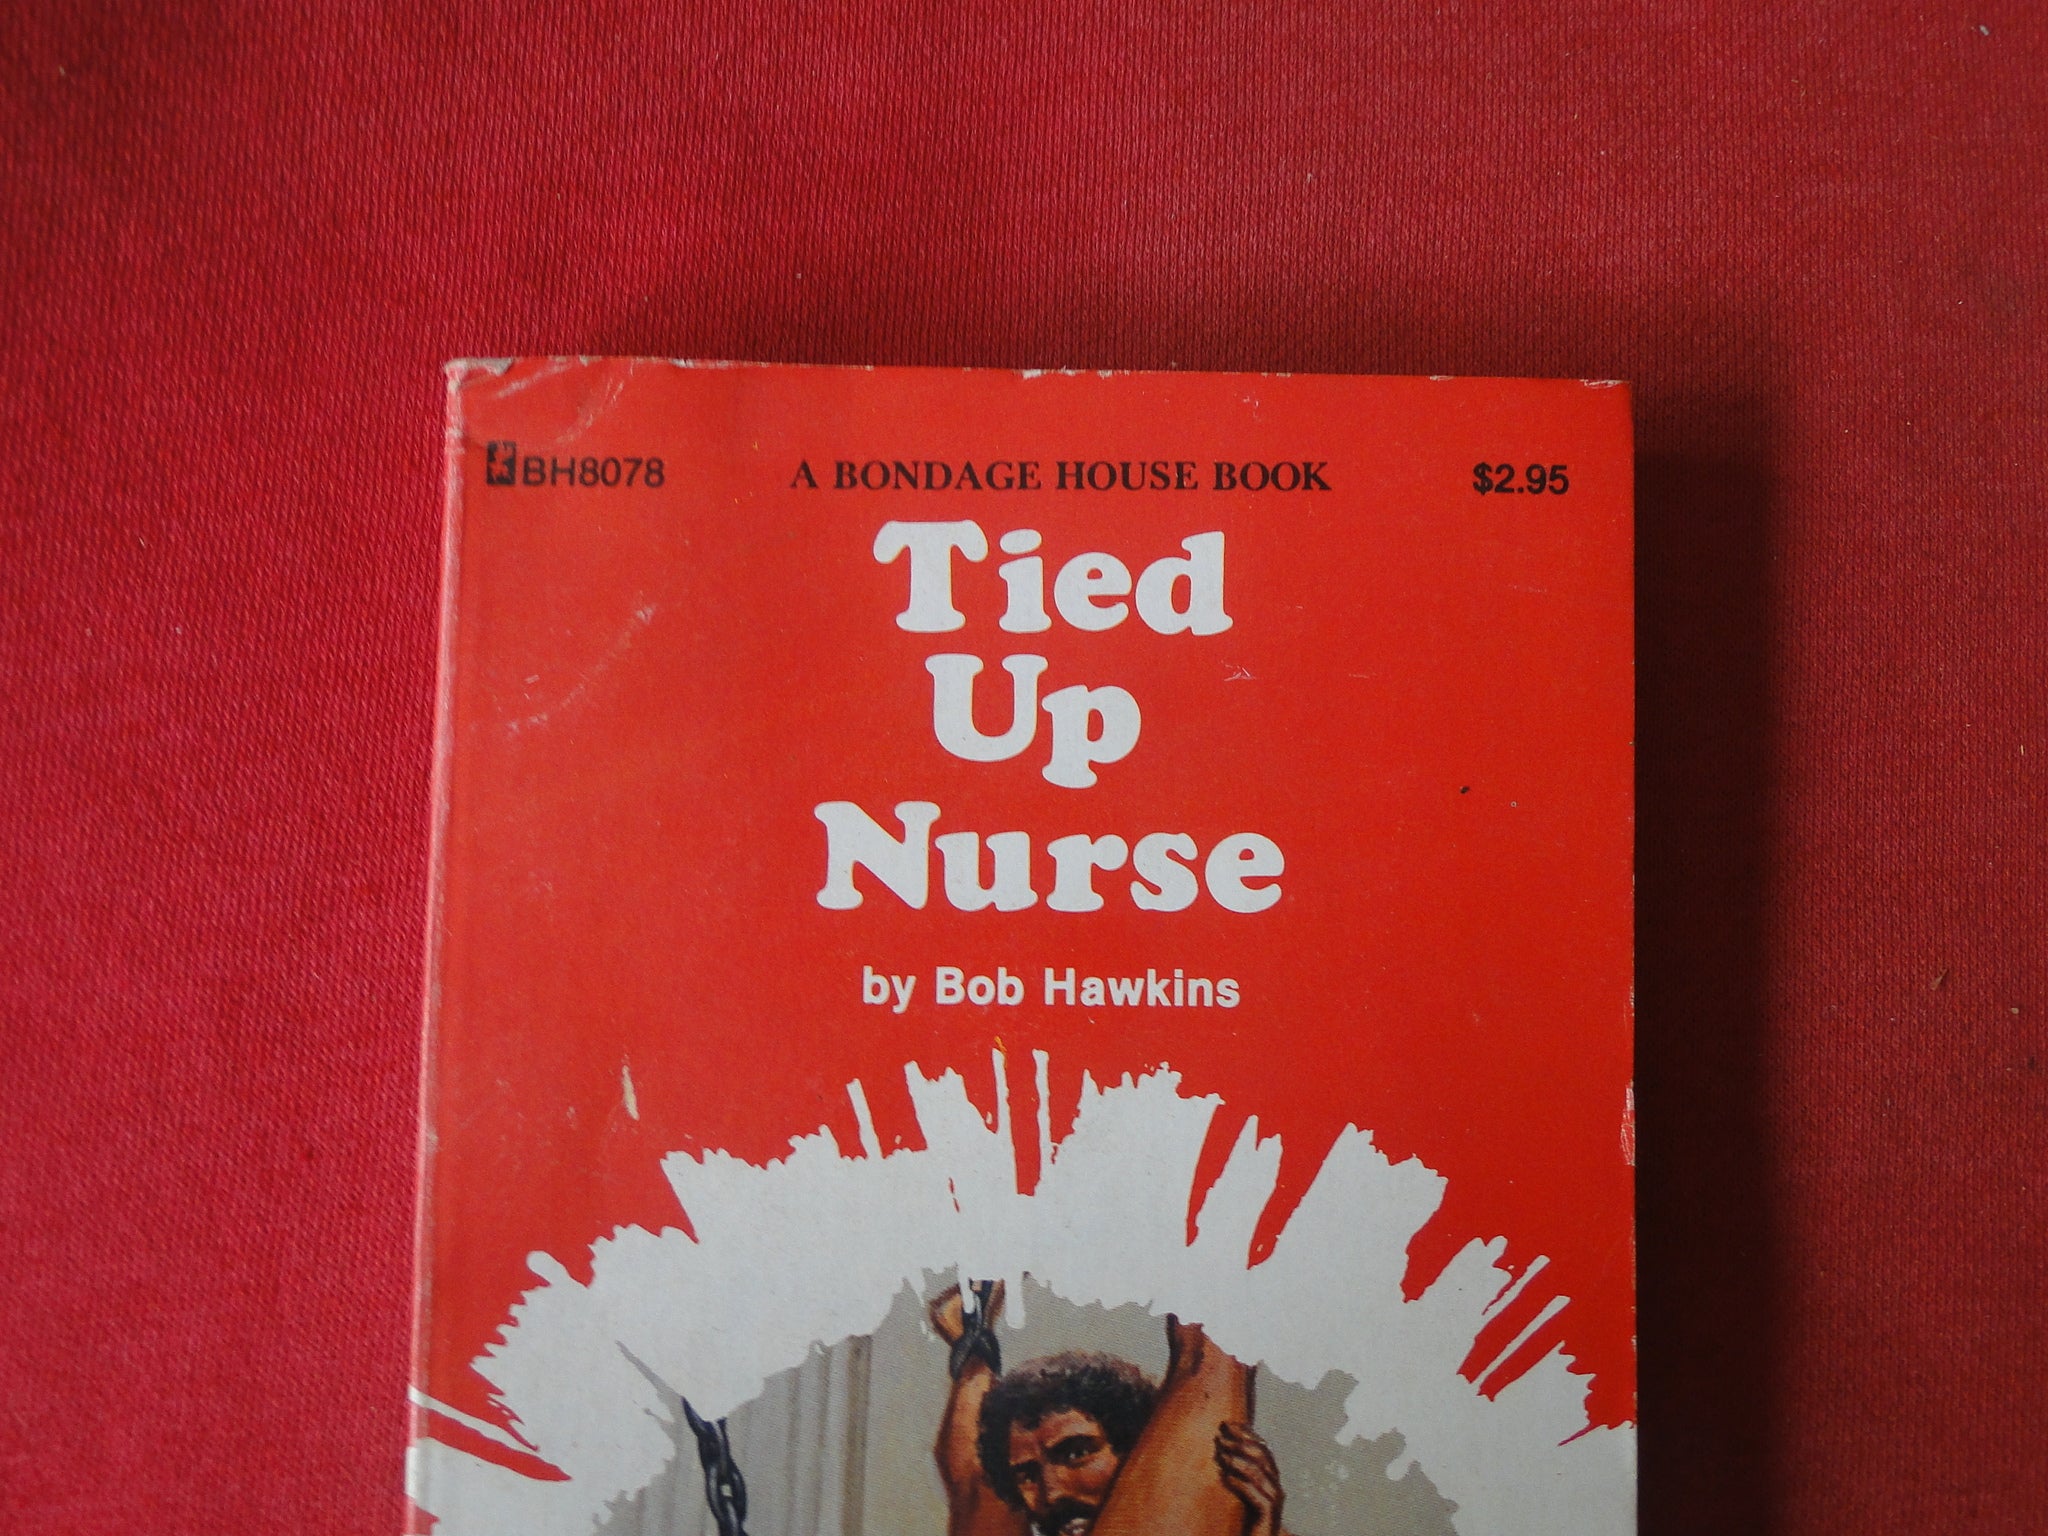 BH8078 A BONDAGE HOUSE BOOK $2.95
Tied
Up
Nurse
by Bob Hawkins